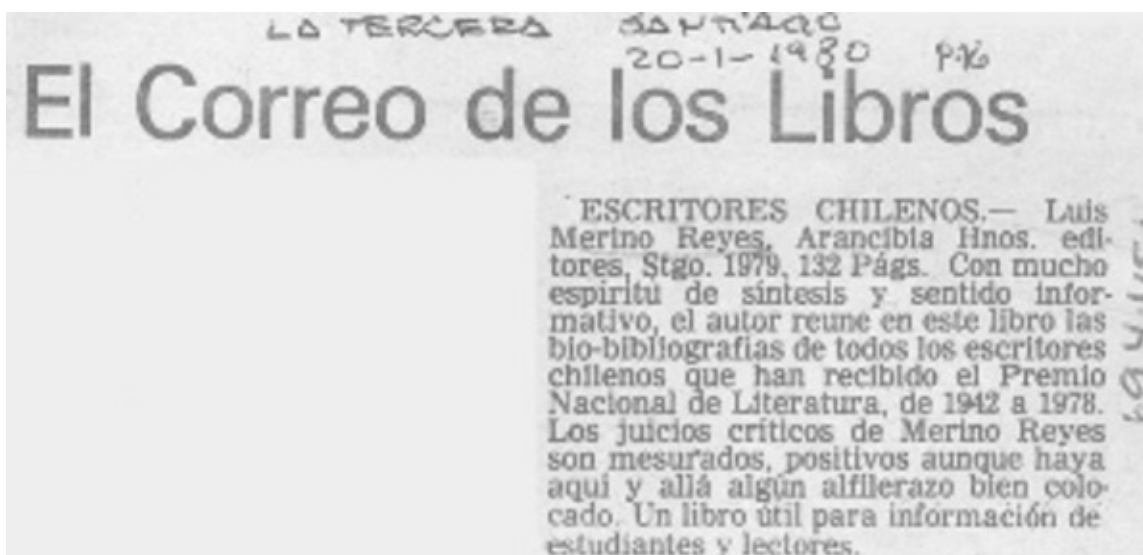 LA TERCERA SANTIAGO
20-1-1980 P.16
El Correo de los Libros
ESCRITORES CHILENOS.— Luis
Merino Reyes, Arancibia Hnos. edi-
tores, Stgo. 1979, 132 Págs. Con mucho
espíritu de síntesis y sentido infor-
mativo, el autor reune en este libro las
bio-bibliografías de todos los escritores
chilenos que han recibido el Premio
Nacional de Literatura, de 1942 a 1978.
Los juicios críticos de Merino Reyes
son mesurados, positivos aunque haya
aquí y allá algún alfilerazo bien colo-
cado. Un libro útil para información de
estudiantes y lectores.